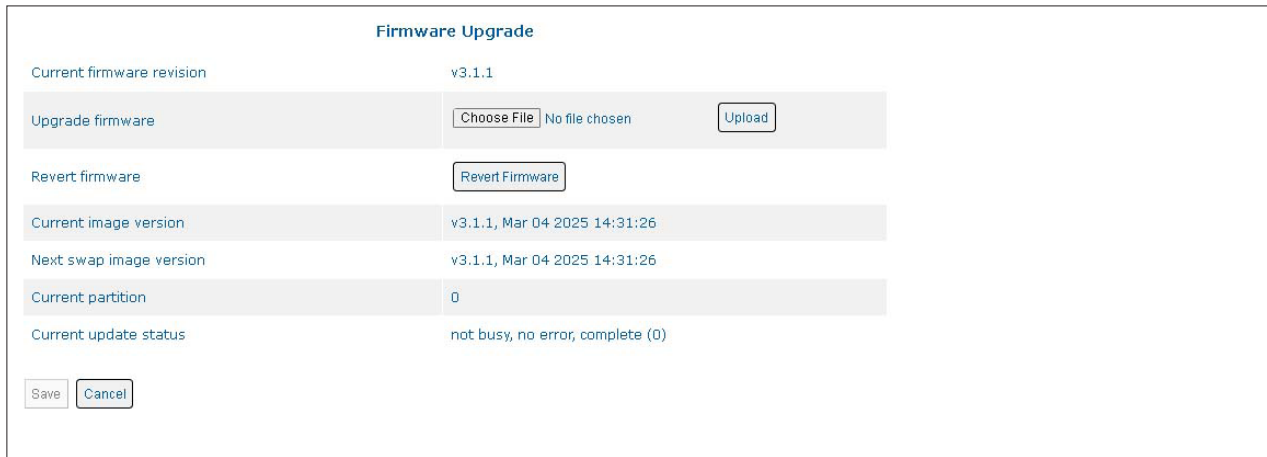 Firmware Upgrade
Current firmware revision v3.1.1
Upgrade firmware Choose File No file chosen Upload
Revert firmware Revert Firmware
Current image version v3.1.1, Mar 04 2025 14:31:26
Next swap image version v3.1.1, Mar 04 2025 14:31:26
Current partition 0
Current update status not busy, no error, complete (0)
Save Cancel